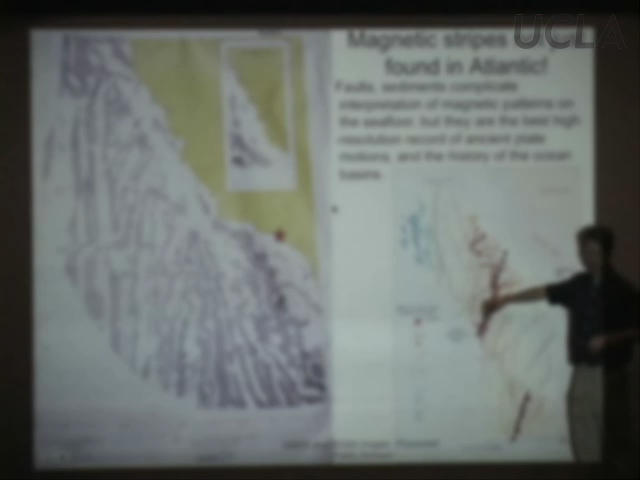 UCLA
Magnetic stripes
found in Atlantic!
Faults, sediments complicate
interpretation of magnetic patterns on
the seafloor, but they are the best high
resolution record of ancient plate
motions, and the history of the ocean
basins.